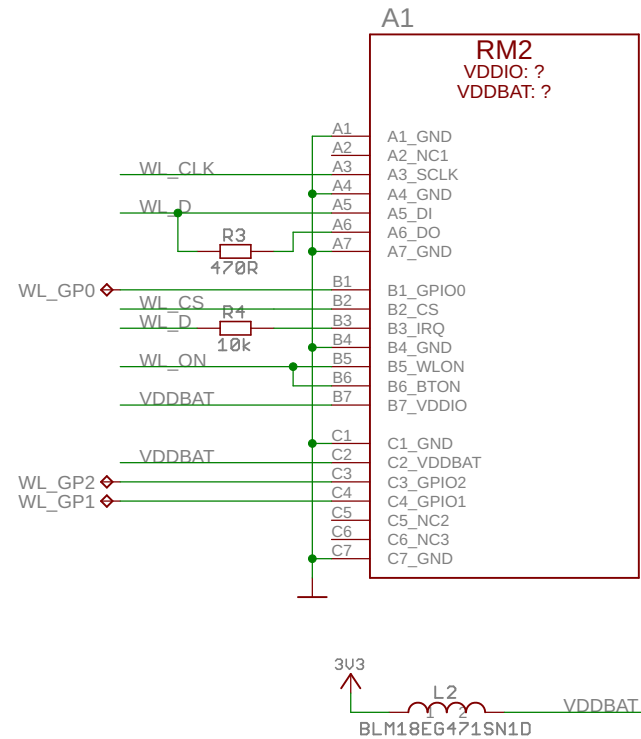 A1
RM2
VDDIO: ?
VDDBAT: ?
A1 A1_GND
A2 A2_NC1
WL_CLK A3 A3_SCLK
A4 A4_GND
WL_D A5 A5_DI
A6 A6_DO
R3 A7 A7_GND
470R
WL_GP0 B1 B1_GPIO0
WL_CS B2 B2_CS
R4
WL_D B3 B3_IRQ
10k B4 B4_GND
WL_ON B5 B5_WLON
B6 B6_BTON
VDDBAT B7 B7_VDDIO
C1 C1_GND
VDDBAT C2 C2_VDDBAT
WL_GP2 C3 C3_GPIO2
WL_GP1 C4 C4_GPIO1
C5 C5_NC2
C6 C6_NC3
C7 C7_GND
3V3
L2
1 2 VDDBAT
BLM18EG471SN1D